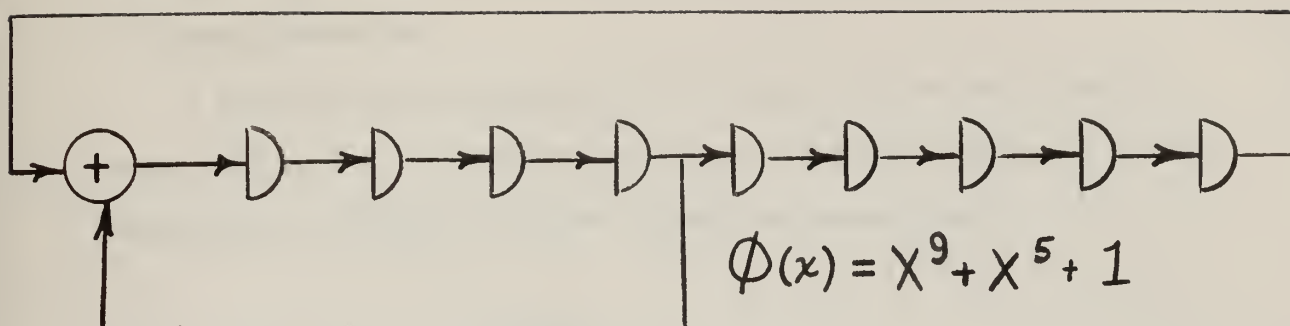 +
ϕ(x) = X⁹ + X⁵ + 1